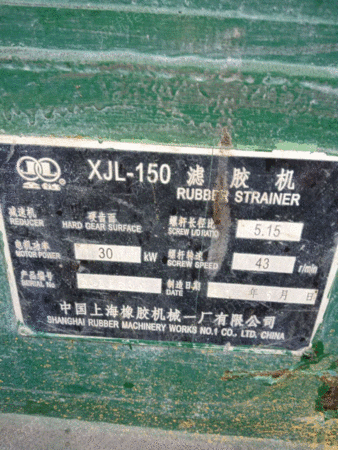 XJL-150 滤胶机
RUBBER STRAINER
减速机 硬齿面 螺杆长径比 5.15
REDUCER HARD GEAR SURFACE SCREW L/D RATIO
电机功率 30 kW 螺杆转速 43 r/min
MOTOR POWER SCREW SPEED
产品编号 制造日期 年 月 日
SERIAL No. DATE
中国上海橡胶机械一厂有限公司
SHANGHAI RUBBER MACHINERY WORKS NO.1 CO., LTD, CHINA